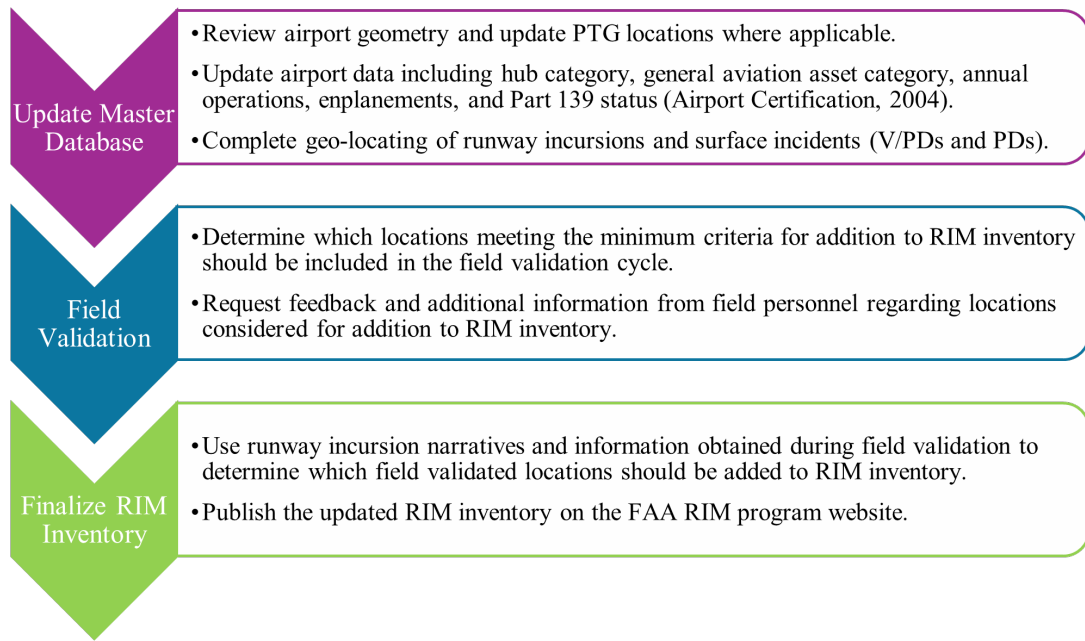 Update Master
Database
•Review airport geometry and update PTG locations where applicable.
•Update airport data including hub category, general aviation asset category, annual
operations, enplanements, and Part 139 status (Airport Certification, 2004).
•Complete geo-locating of runway incursions and surface incidents (V/PDs and PDs).
Field
Validation
•Determine which locations meeting the minimum criteria for addition to RIM inventory
should be included in the field validation cycle.
•Request feedback and additional information from field personnel regarding locations
considered for addition to RIM inventory.
Finalize RIM
Inventory
•Use runway incursion narratives and information obtained during field validation to
determine which field validated locations should be added to RIM inventory.
•Publish the updated RIM inventory on the FAA RIM program website.